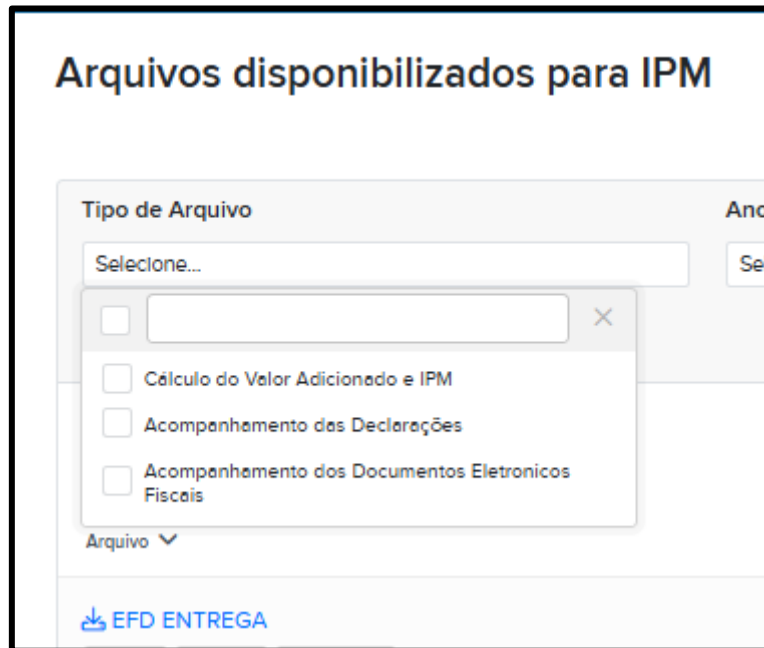 Arquivos disponibilizados para IPM
Tipo de Arquivo
Selecione...
Cálculo do Valor Adicionado e IPM
Acompanhamento das Declarações
Acompanhamento dos Documentos Eletronicos
Fiscais
Arquivo
EFD ENTREGA